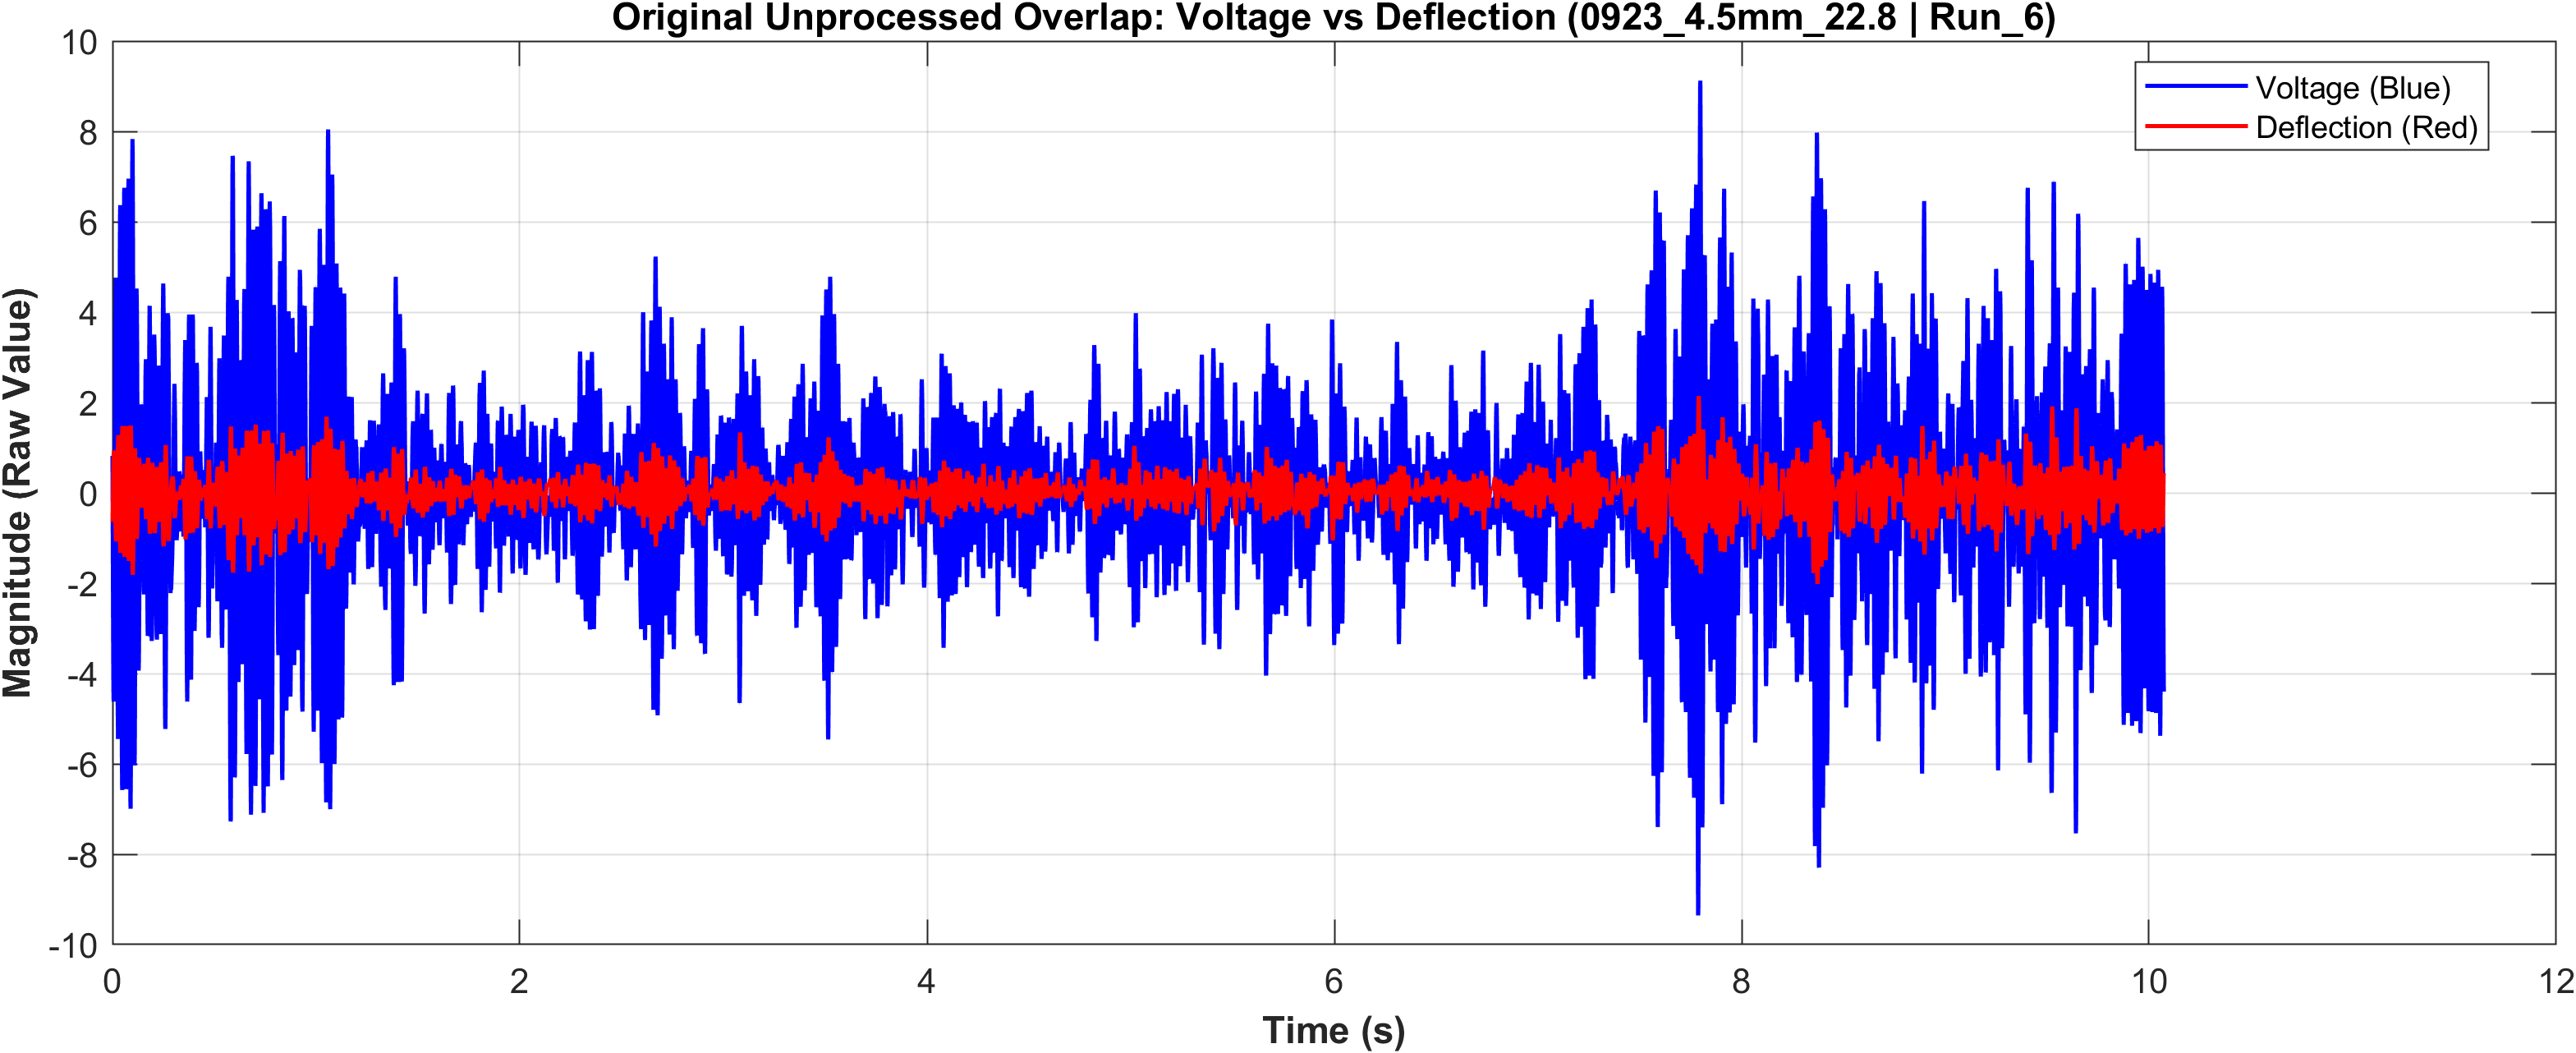 Original Unprocessed Overlap: Voltage vs Deflection (0923_4.5mm_22.8 | Run_6)
Voltage (Blue)
Deflection (Red)
Magnitude (Raw Value)
10
8
6
4
2
0
-2
-4
-6
-8
-10
0 2 4 6 8 10 12
Time (s)